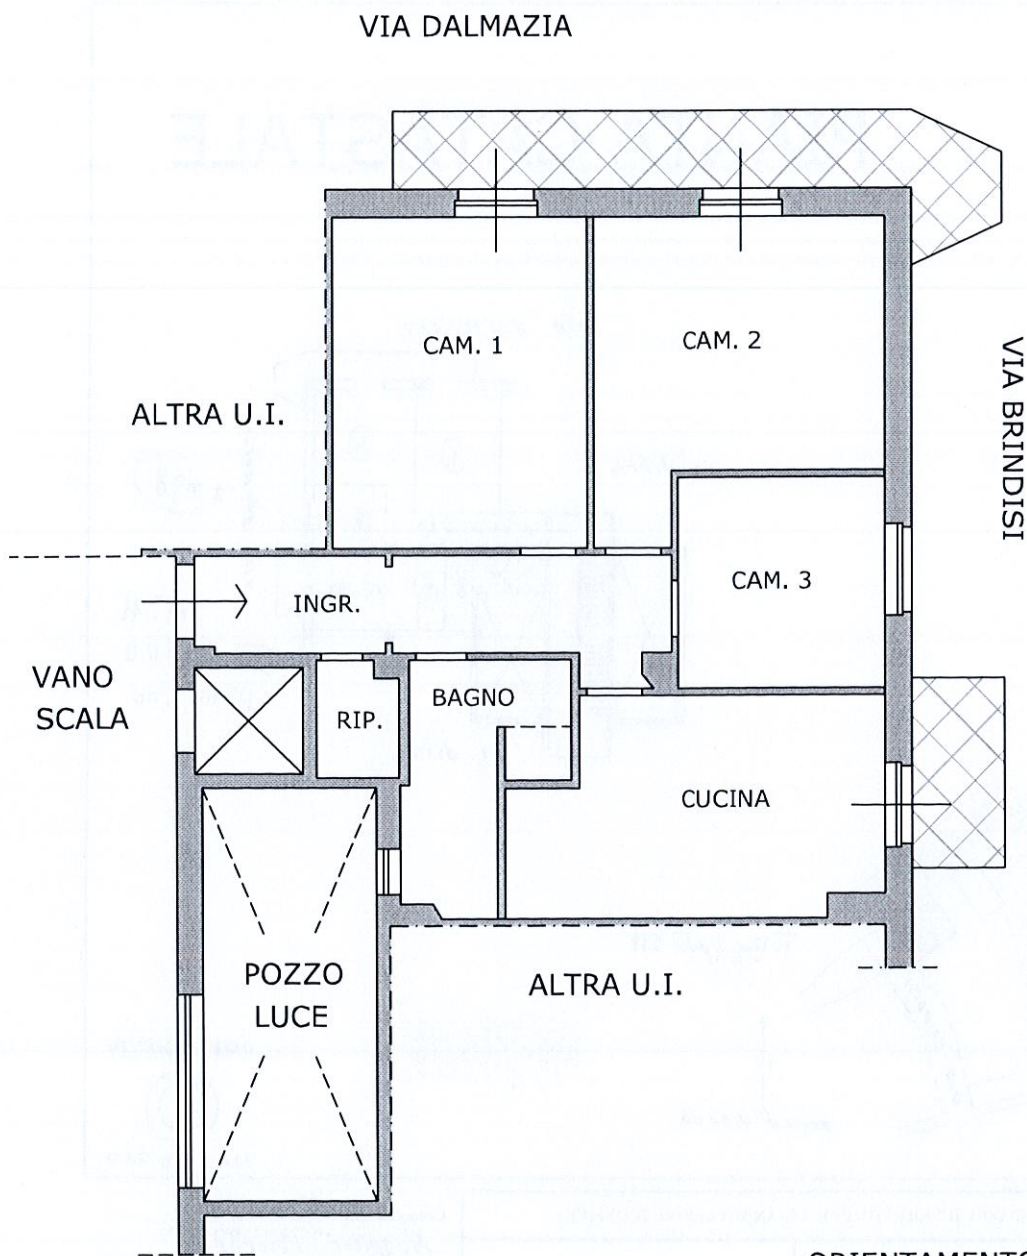 VIA DALMAZIA
CAM. 1
CAM. 2
VIA BRINDISI
ALTRA U.I.
CAM. 3
INGR.
VANO
SCALA
BAGNO
RIP.
CUCINA
POZZO
LUCE
ALTRA U.I.